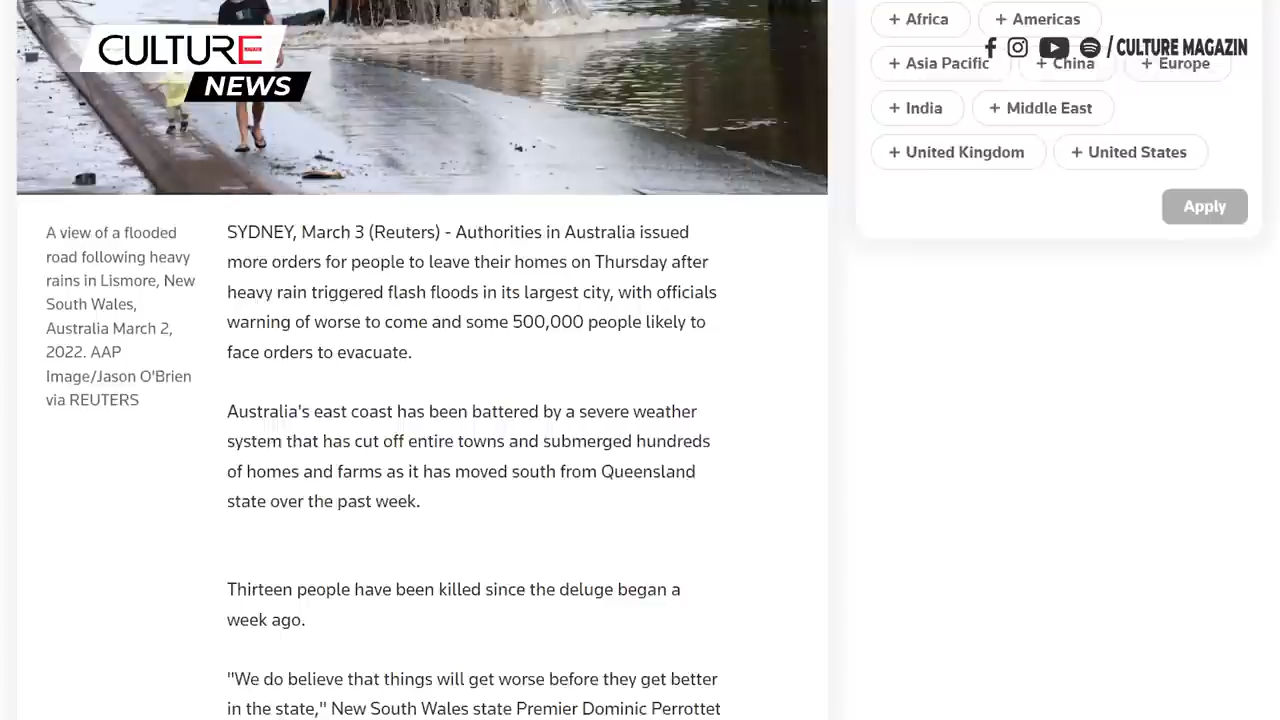 CULTURE
NEWS
/ CULTURE MAGAZIN
+ Africa
+ Americas
+ Asia Pacific
+ China
+ Europe
+ India
+ Middle East
+ United Kingdom
+ United States
Apply
A view of a flooded
road following heavy
rains in Lismore, New
South Wales,
Australia March 2,
2022. AAP
Image/Jason O'Brien
via REUTERS
SYDNEY, March 3 (Reuters) - Authorities in Australia issued
more orders for people to leave their homes on Thursday after
heavy rain triggered flash floods in its largest city, with officials
warning of worse to come and some 500,000 people likely to
face orders to evacuate.
Australia's east coast has been battered by a severe weather
system that has cut off entire towns and submerged hundreds
of homes and farms as it has moved south from Queensland
state over the past week.
Thirteen people have been killed since the deluge began a
week ago.
"We do believe that things will get worse before they get better
in the state," New South Wales state Premier Dominic Perrottet